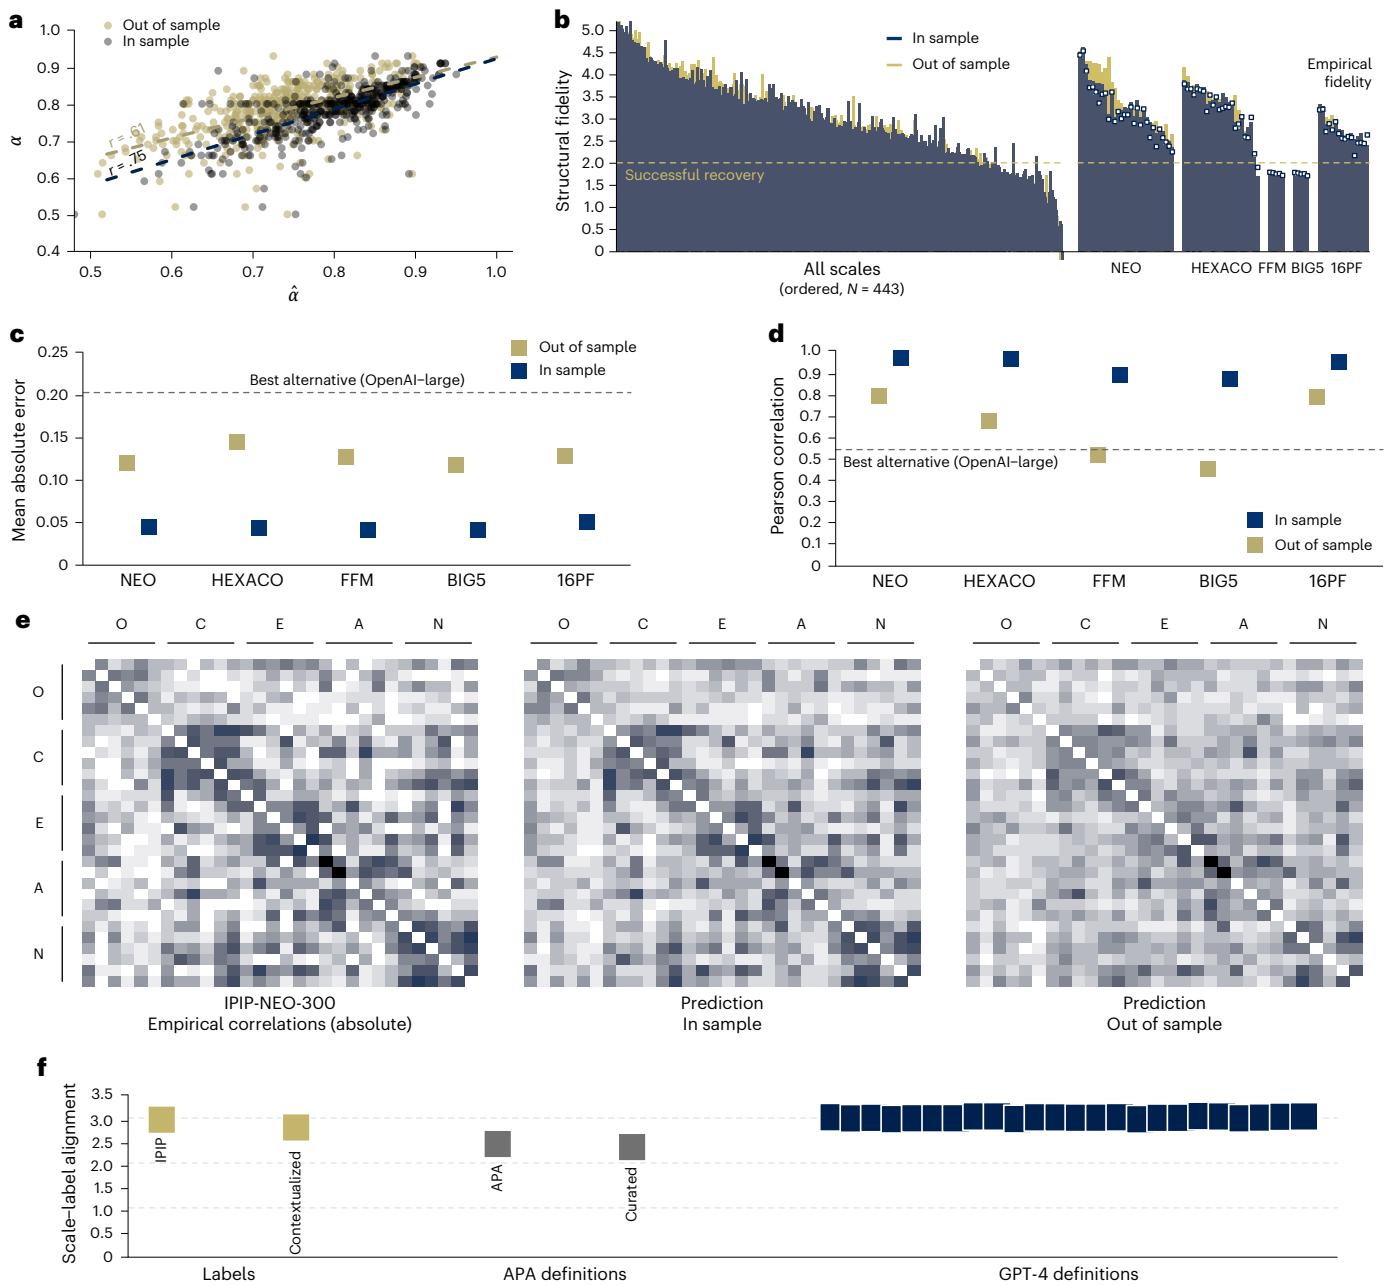 a
Out of sample
In sample
1.0
0.9
0.8
0.7
0.6
0.5
0.4
α
r = .61
r = .75
0.5
0.6
0.7
0.8
0.9
1.0
α̂
b
In sample
Out of sample
5.0
4.5
4.0
3.5
3.0
2.5
2.0
1.5
1.0
0.5
0
Structural fidelity
Successful recovery
Empirical
fidelity
All scales
(ordered, N = 443)
NEO
HEXACO
FFM
BIG5
16PF
c
Out of sample
In sample
0.25
0.20
0.15
0.10
0.05
0
Mean absolute error
Best alternative (OpenAI–large)
NEO
HEXACO
FFM
BIG5
16PF
d
1.0
0.9
0.8
0.7
0.6
0.5
0.4
0.3
0.2
0.1
0
Pearson correlation
Best alternative (OpenAI–large)
In sample
Out of sample
NEO
HEXACO
FFM
BIG5
16PF
e
O C E A N
O C E A N
O C E A N
O
C
E
A
N
IPIP-NEO-300
Empirical correlations (absolute)
Prediction
In sample
Prediction
Out of sample
f
3.5
3.0
2.5
2.0
1.5
1.0
0.5
0
Scale–label alignment
IPIP
Contextualized
APA
Curated
Labels
APA definitions
GPT-4 definitions